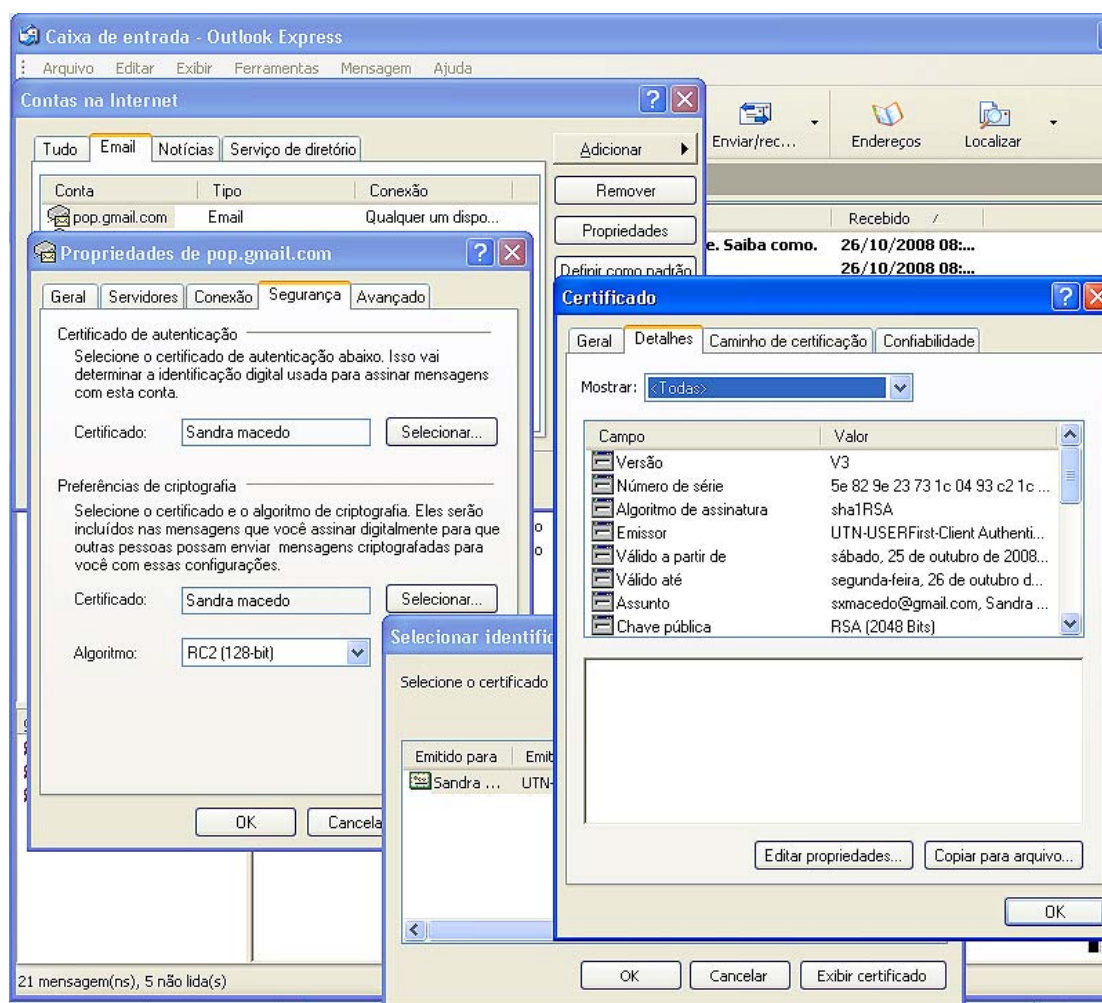 Caixa de entrada - Outlook Express
Arquivo Editar Exibir Ferramentas Mensagem Ajuda
Contas na Internet
Enviar/rec... Endereços Localizar
Tudo Email Notícias Serviço de diretório
Adicionar
Conta Tipo Conexão
Remover
pop.gmail.com Email Qualquer um dispo...
Propriedades
Definir como padrão
Recebido
e. Saiba como. 26/10/2008 08:...
26/10/2008 08:...
Propriedades de pop.gmail.com
Geral Servidores Conexão Segurança Avançado
Certificado de autenticação
Selecione o certificado de autenticação abaixo. Isso vai
determinar a identificação digital usada para assinar mensagens
com esta conta.
Certificado: Sandra macedo Selecionar...
Preferências de criptografia
Selecione o certificado e o algoritmo de criptografia. Eles serão
incluídos nas mensagens que você assinar digitalmente para que
outras pessoas possam enviar mensagens criptografadas para
você com essas configurações.
Certificado: Sandra macedo Selecionar...
Algoritmo: RC2 (128-bit)
OK Cancela
Certificado
Geral Detalhes Caminho de certificação Confiabilidade
Mostrar: <Todas>
Campo Valor
Versão V3
Número de série 5e 82 9e 23 73 1c 04 93 c2 1c ...
Algoritmo de assinatura sha1RSA
Emissor UTN-USERFirst-Client Authenti...
Válido a partir de sábado, 25 de outubro de 2008...
Válido até segunda-feira, 26 de outubro d...
Assunto sxmacedo@gmail.com, Sandra ...
Chave pública RSA (2048 Bits)
Editar propriedades... Copiar para arquivo...
OK
Selecionar identific
Selecione o certificado
Emitido para Emit
Sandra ... UTN-
OK Cancelar Exibir certificado
21 mensagem(ns), 5 não lida(s)